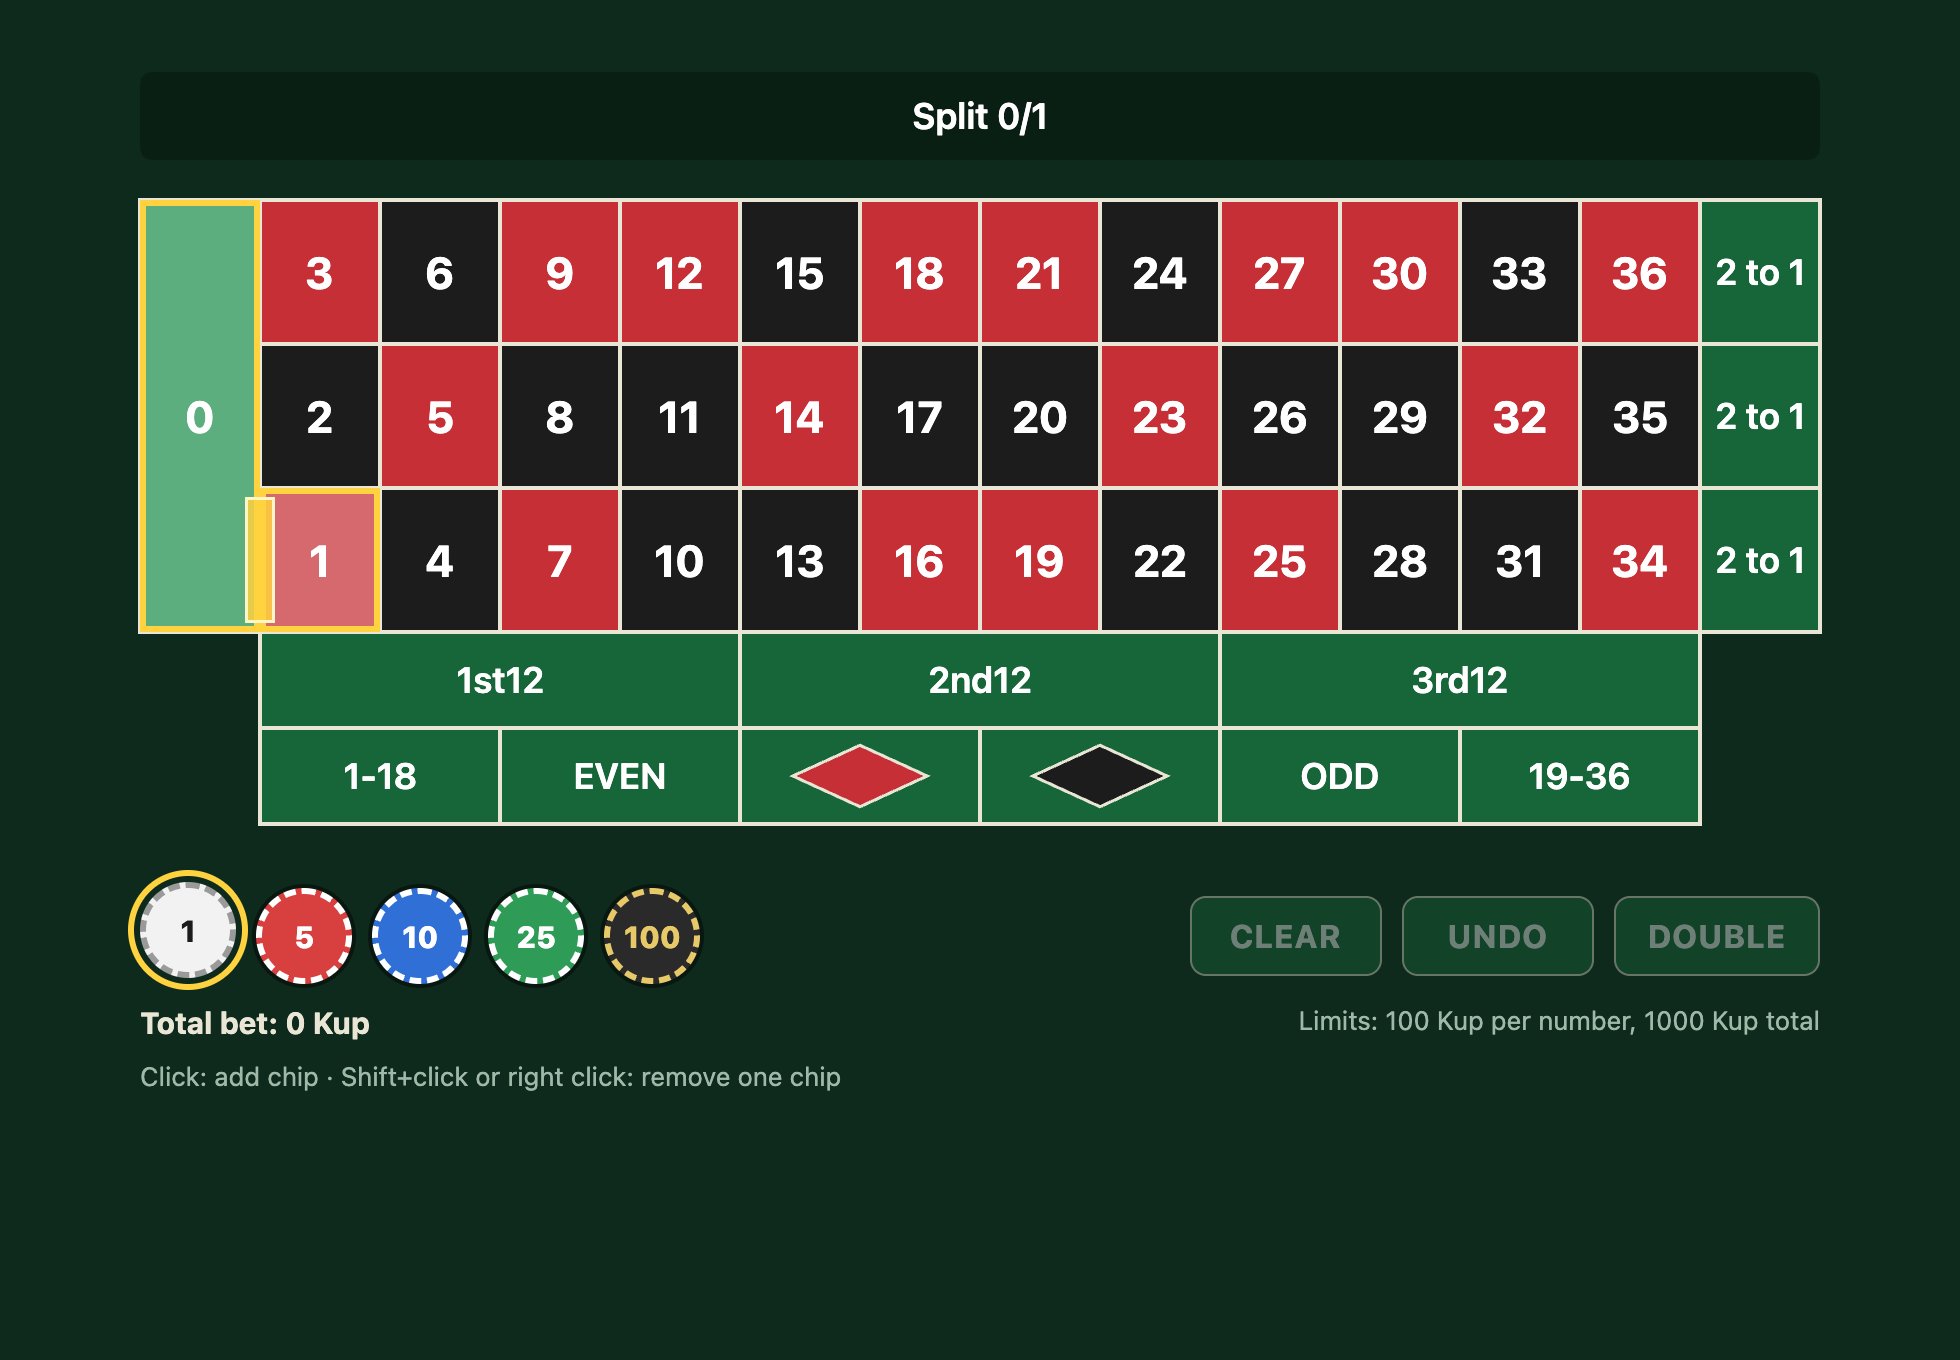 Split 0/1
3 6 9 12 15 18 21 24 27 30 33 36 2 to 1
0 2 5 8 11 14 17 20 23 26 29 32 35 2 to 1
1 4 7 10 13 16 19 22 25 28 31 34 2 to 1
1st12 2nd12 3rd12
1-18 EVEN ODD 19-36
1 5 10 25 100 CLEAR UNDO DOUBLE
Total bet: 0 Kup Limits: 100 Kup per number, 1000 Kup total
Click: add chip · Shift+click or right click: remove one chip